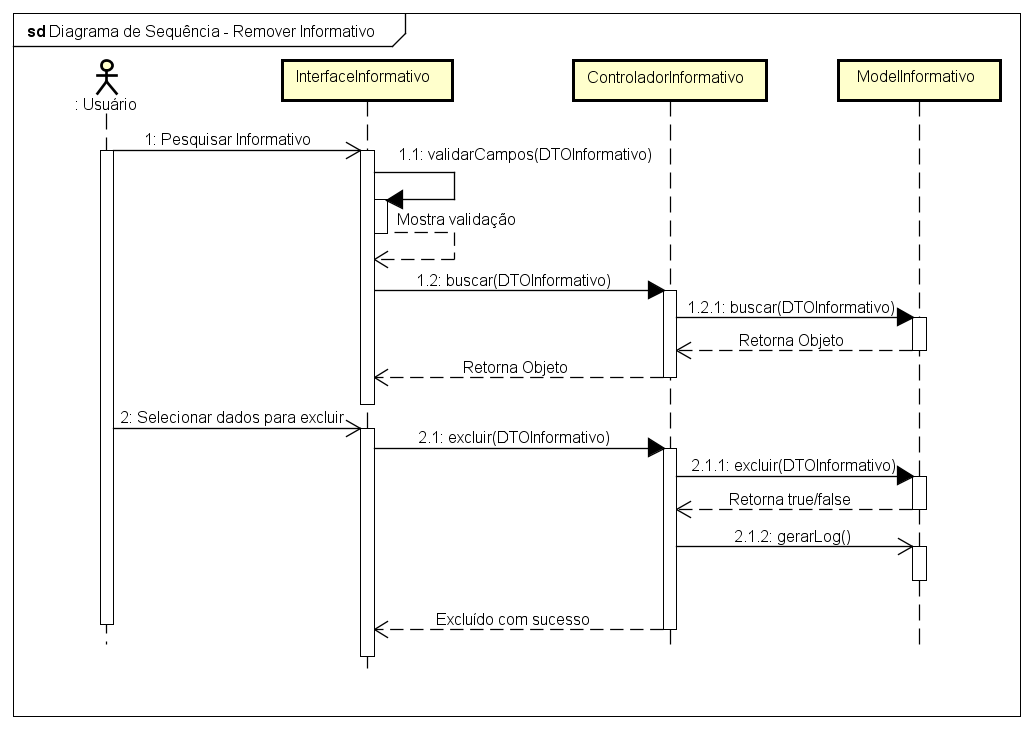 sd Diagrama de Sequência - Remover Informativo
: Usuário
InterfaceInformativo
ControladorInformativo
ModelInformativo
1: Pesquisar Informativo
1.1: validarCampos(DTOInformativo)
Mostra validação
1.2: buscar(DTOInformativo)
1.2.1: buscar(DTOInformativo)
Retorna Objeto
Retorna Objeto
2: Selecionar dados para excluir
2.1: excluir(DTOInformativo)
2.1.1: excluir(DTOInformativo)
Retorna true/false
2.1.2: gerarLog()
Excluído com sucesso